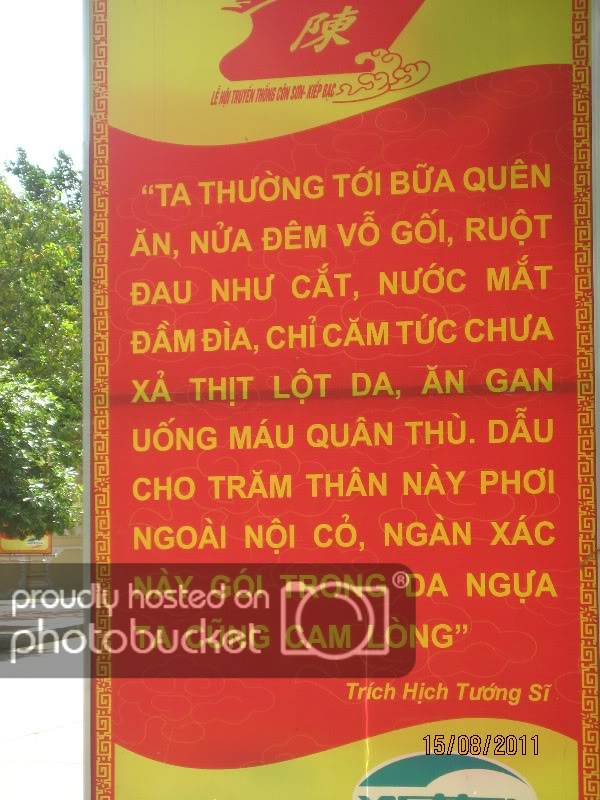 陳
LỄ HỘI TRUYỀN THỐNG CÔN SƠN - KIẾP BẠC
“TA THƯỜNG TỚI BỮA QUÊN
ĂN, NỬA ĐÊM VỖ GỐI, RUỘT
ĐAU NHƯ CẮT, NƯỚC MẮT
ĐẦM ĐÌA, CHỈ CĂM TỨC CHƯA
XẢ THỊT LỘT DA, ĂN GAN
UỐNG MÁU QUÂN THÙ. DẪU
CHO TRĂM THÂN NÀY PHƠI
NGOÀI NỘI CỎ, NGÀN XÁC
NÀY GÓI TRONG DA NGỰA
TA CŨNG CAM LÒNG”
proudly hosted on
photobucket®
Trích Hịch Tướng Sĩ
15/08/2011